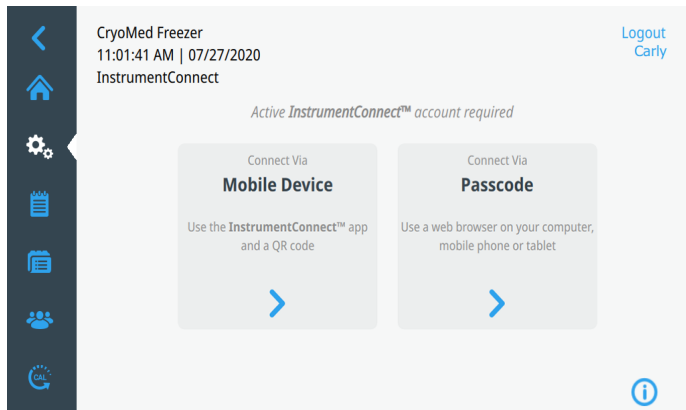 CryoMed Freezer
11:01:41 AM | 07/27/2020
InstrumentConnect
Logout
Carly
Active InstrumentConnect™ account required
Connect Via
Mobile Device
Use the InstrumentConnect™ app
and a QR code
Connect Via
Passcode
Use a web browser on your computer,
mobile phone or tablet
CAL